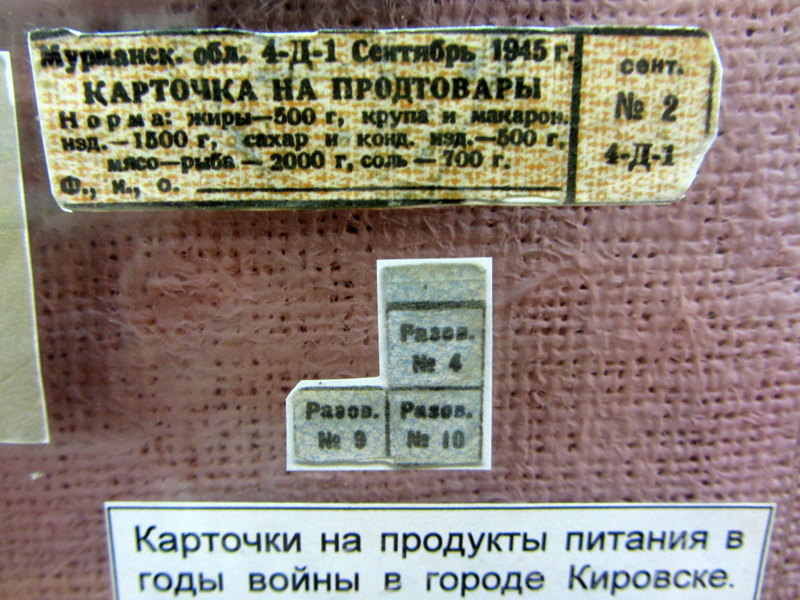 Мурманск. обл. 4-Д-1 Сентябрь 1945 г.
КАРТОЧКА НА ПРОДТОВАРЫ
Норма: жиры—500 г, крупа и макарон.
изд.—1500 г, сахар и конд. изд.—500 г.
мясо—рыба — 2000 г, соль — 700 г.
Ф., и., о.
сент.
№ 2
4-Д-1
Разов.
№ 4
Разов.
№ 9
Разов.
№ 10
Карточки на продукты питания в
годы войны в городе Кировске.